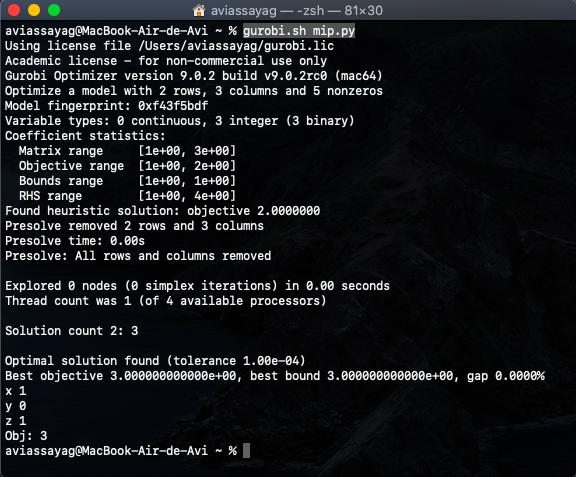 aviassayag — -zsh — 81×30
aviassayag@MacBook-Air-de-Avi ~ % gurobi.sh mip.py
Using license file /Users/aviassayag/gurobi.lic
Academic license - for non-commercial use only
Gurobi Optimizer version 9.0.2 build v9.0.2rc0 (mac64)
Optimize a model with 2 rows, 3 columns and 5 nonzeros
Model fingerprint: 0xf43f5bdf
Variable types: 0 continuous, 3 integer (3 binary)
Coefficient statistics:
  Matrix range     [1e+00, 3e+00]
  Objective range  [1e+00, 2e+00]
  Bounds range     [1e+00, 1e+00]
  RHS range        [1e+00, 4e+00]
Found heuristic solution: objective 2.0000000
Presolve removed 2 rows and 3 columns
Presolve time: 0.00s
Presolve: All rows and columns removed

Explored 0 nodes (0 simplex iterations) in 0.00 seconds
Thread count was 1 (of 4 available processors)

Solution count 2: 3

Optimal solution found (tolerance 1.00e-04)
Best objective 3.000000000000e+00, best bound 3.000000000000e+00, gap 0.0000%
x 1
y 0
z 1
Obj: 3
aviassayag@MacBook-Air-de-Avi ~ %